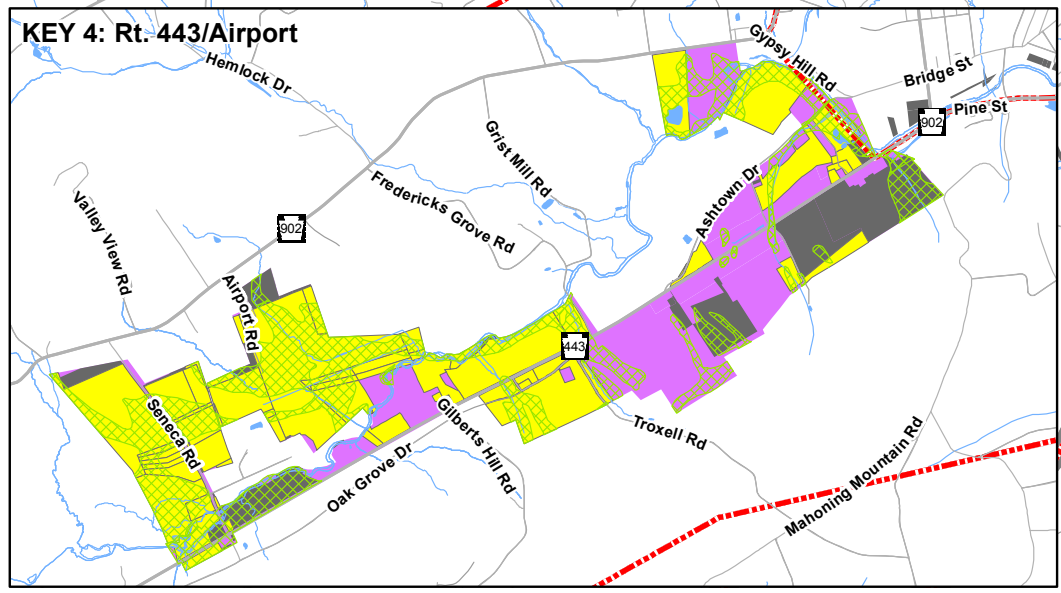 KEY 4: Rt. 443/Airport
Hemlock Dr
Gypsy Hill Rd
Bridge St
Pine St
902
Grist Mill Rd
Fredericks Grove Rd
Ashtown Dr
Valley View Rd
902
Airport Rd
443
Seneca Rd
Gilberts Hill Rd
Oak Grove Dr
Troxell Rd
Mahoning Mountain Rd